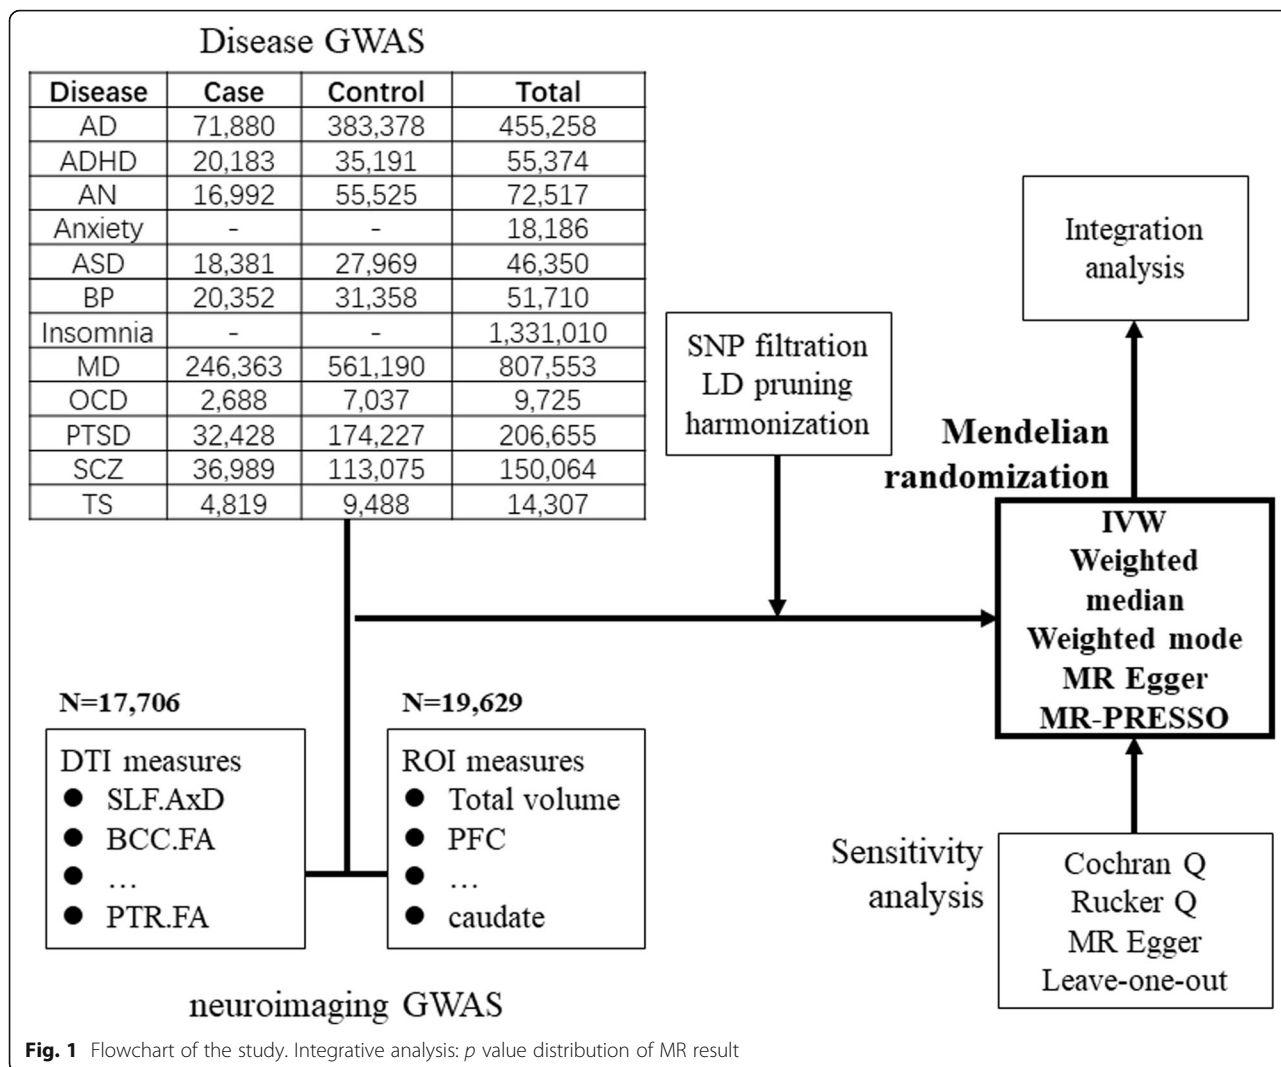 Disease GWAS
Disease Case Control Total
AD 71,880 383,378 455,258
ADHD 20,183 35,191 55,374
AN 16,992 55,525 72,517
Anxiety - - 18,186
ASD 18,381 27,969 46,350
BP 20,352 31,358 51,710
Insomnia - - 1,331,010
MD 246,363 561,190 807,553
OCD 2,688 7,037 9,725
PTSD 32,428 174,227 206,655
SCZ 36,989 113,075 150,064
TS 4,819 9,488 14,307
SNP filtration
LD pruning
harmonization
Integration
analysis
Mendelian
randomization
IVW
Weighted
median
Weighted mode
MR Egger
MR-PRESSO
N=17,706
DTI measures
● SLF.AxD
● BCC.FA
● …
● PTR.FA
N=19,629
ROI measures
● Total volume
● PFC
● …
● caudate
neuroimaging GWAS
Sensitivity
analysis
Cochran Q
Rucker Q
MR Egger
Leave-one-out
Fig. 1 Flowchart of the study. Integrative analysis: p value distribution of MR result